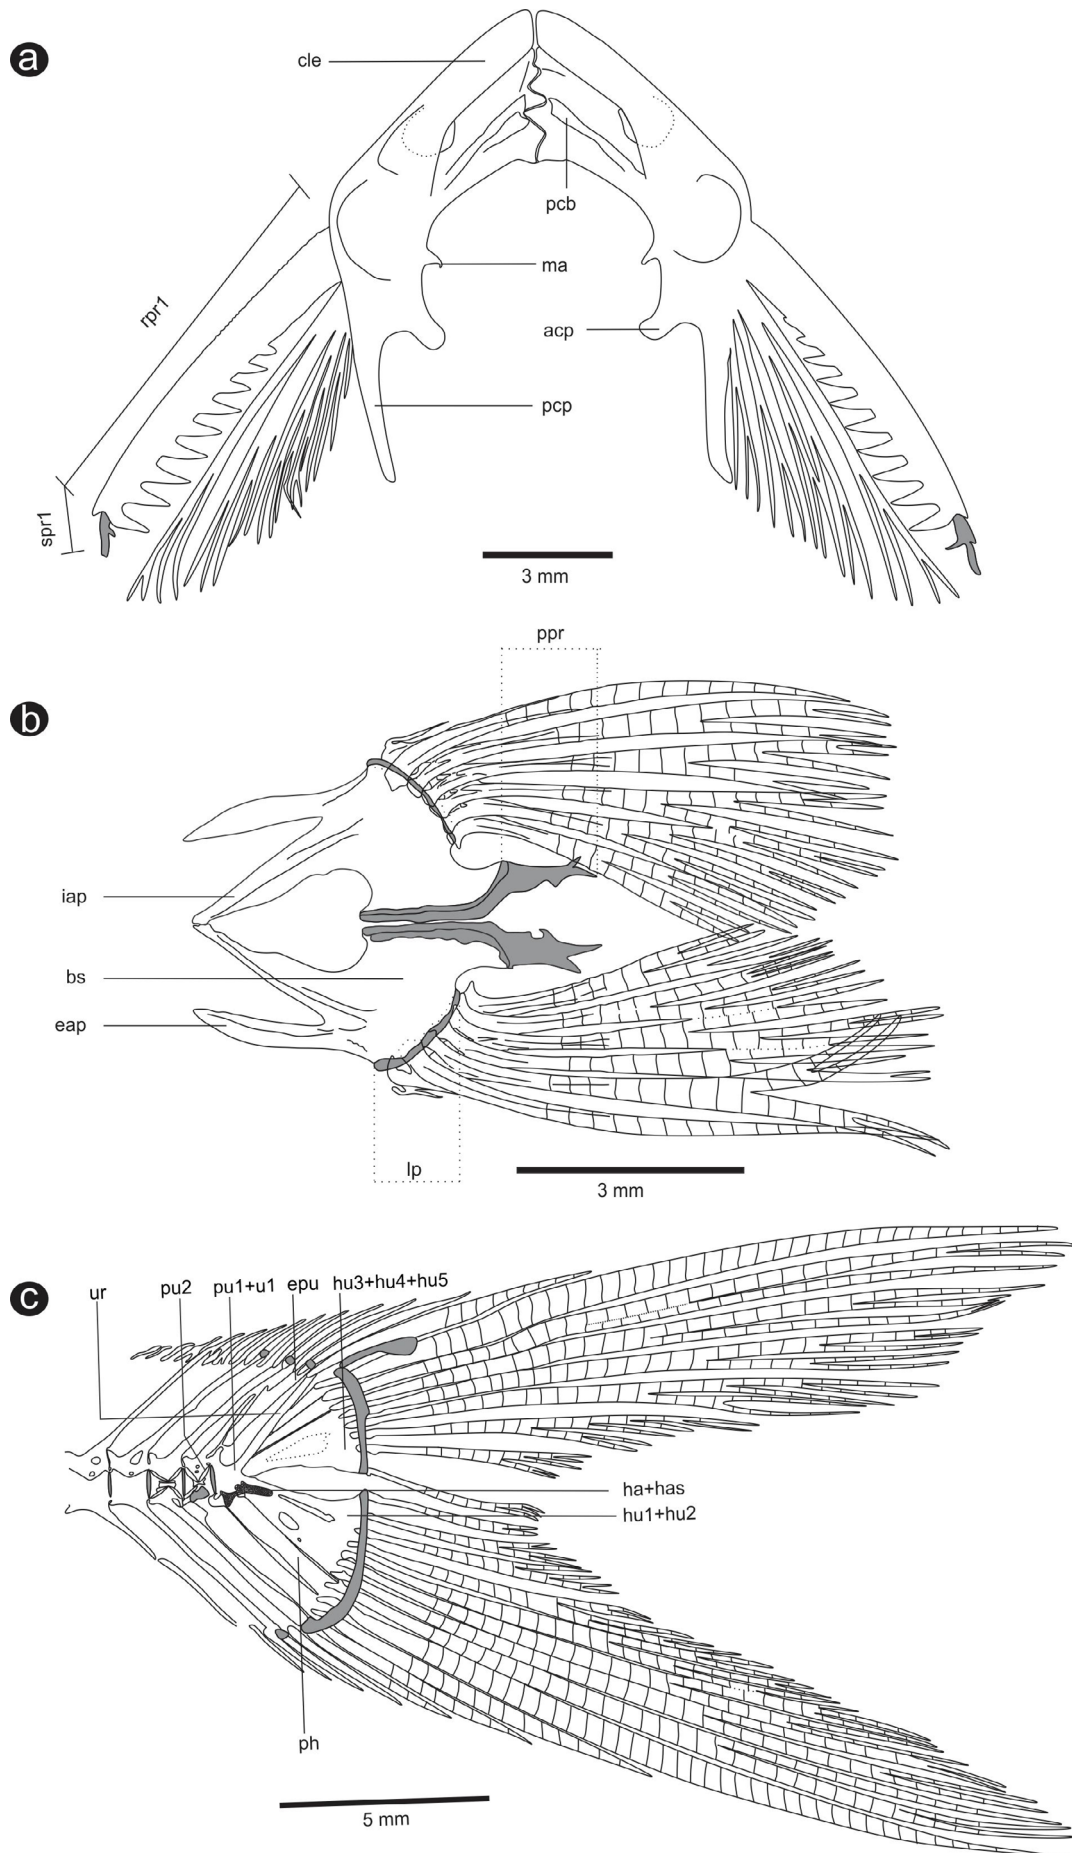 a
cle
pcb
ma
rpr1
acp
pcp
spr1
3 mm
ppr
b
iap
bs
eap
lp
3 mm
c
ur pu2 pu1+u1 epu hu3+hu4+hu5
ha+has
hu1+hu2
ph
5 mm